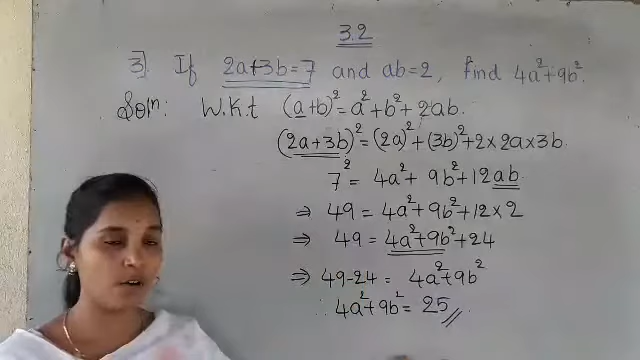 3.2
3] If 2a+3b=7 and ab=2, Find 4a²+9b².
Solⁿ: W.K.t (a+b)²=a²+b²+2ab.
(2a+3b)²=(2a)²+(3b)²+2×2a×3b.
7²= 4a²+9b²+12ab
⇒ 49=4a²+9b²+12×2
⇒ 49=4a²+9b²+24
⇒ 49-24= 4a²+9b²
∴ 4a²+9b²= 25//